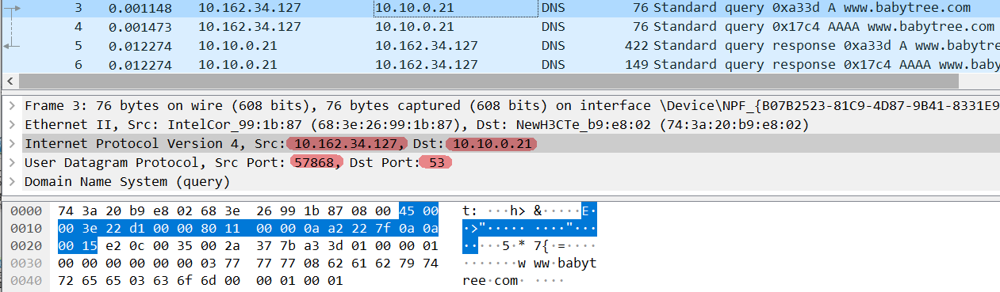 3 0.001148 10.162.34.127 10.10.0.21 DNS 76 Standard query 0xa33d A www.babytree.com
4 0.001473 10.162.34.127 10.10.0.21 DNS 76 Standard query 0x17c4 AAAA www.babytree.com
5 0.012274 10.10.0.21 10.162.34.127 DNS 422 Standard query response 0xa33d A www.babytre
6 0.012274 10.10.0.21 10.162.34.127 DNS 149 Standard query response 0x17c4 AAAA www.baby
Frame 3: 76 bytes on wire (608 bits), 76 bytes captured (608 bits) on interface \Device\NPF_{B07B2523-81C9-4D87-9B41-8331E9
Ethernet II, Src: IntelCor_99:1b:87 (68:3e:26:99:1b:87), Dst: NewH3CTe_b9:e8:02 (74:3a:20:b9:e8:02)
Internet Protocol Version 4, Src: 10.162.34.127, Dst: 10.10.0.21
User Datagram Protocol, Src Port: 57868, Dst Port: 53
Domain Name System (query)
0000 74 3a 20 b9 e8 02 68 3e 26 99 1b 87 08 00 45 00 t: ···h> &·····E·
0010 00 3e 22 d1 00 00 80 11 00 00 0a a2 22 7f 0a 0a ·>"····· ····"···
0020 00 15 e2 0c 00 35 00 2a 37 7b a3 3d 01 00 00 01 ·····5·* 7{·=····
0030 00 00 00 00 00 00 03 77 77 77 08 62 61 62 79 74 ·······w ww·babyt
0040 72 65 65 03 63 6f 6d 00 00 01 00 01 ree·com· ····